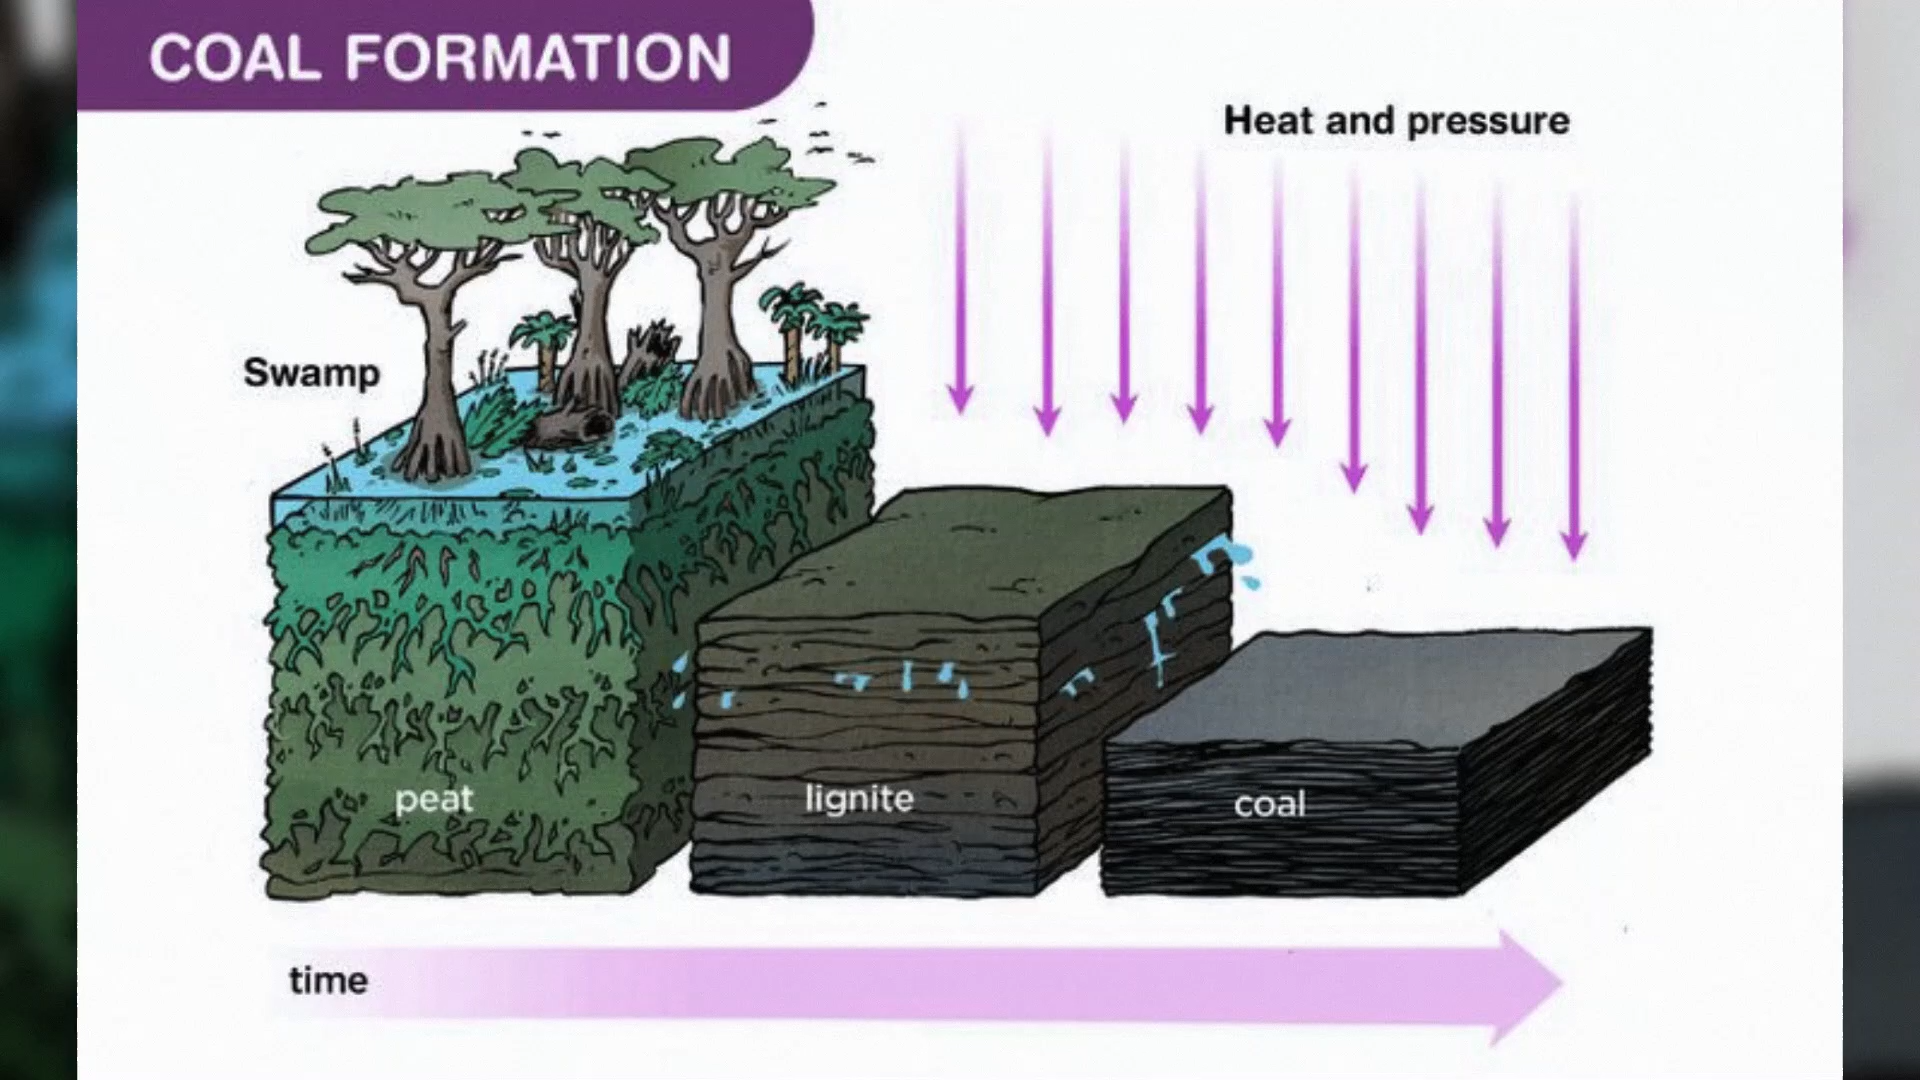 COAL FORMATION
Heat and pressure
Swamp
peat
lignite
coal
time